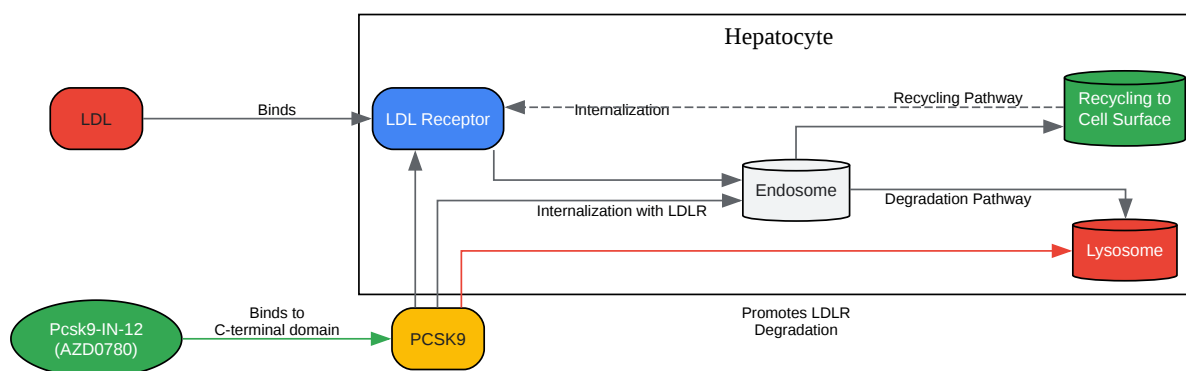 Hepatocyte
LDL
Binds
LDL Receptor
Internalization
Recycling Pathway
Recycling to
Cell Surface
Endosome
Internalization with LDLR
Degradation Pathway
Lysosome
Pcsk9-IN-12
(AZD0780)
Binds to
C-terminal domain
PCSK9
Promotes LDLR
Degradation